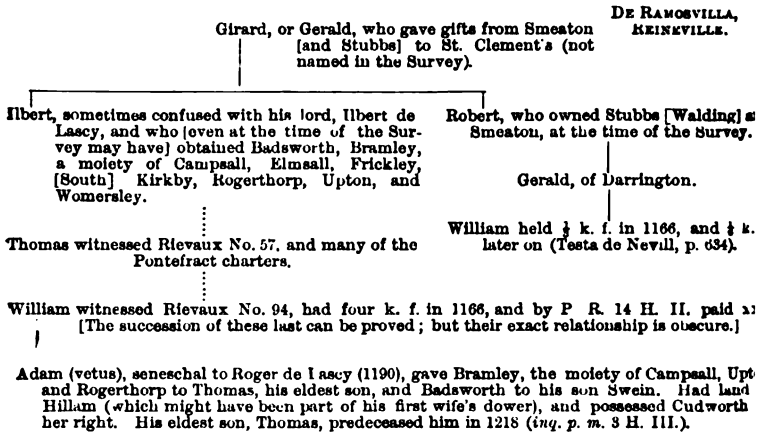 DE RAMOSVILLA,
REINEVILLE.
Girard, or Gerald, who gave gifts from Smeaton
[and Stubbs] to St. Clement's (not
named in the Survey).
Ilbert, sometimes confused with his lord, Ilbert de
Lascy, and who [even at the time of the Sur-
vey may have] obtained Badsworth, Bramley,
a moiety of Campsall, Elmsall, Frickley,
[South] Kirkby, Rogerthorp, Upton, and
Womersley.
Robert, who owned Stubbs [Walding]
Smeaton, at the time of the Survey.
Gerald, of Darrington.
William held k. f. in 1166, and k.
later on (Testa de Nevill, p. 634).
Thomas witnessed Rievaux No. 57, and many of the
Pontefract charters.
William witnessed Rievaux No. 94, had four k. f. in 1166, and by P R. 14 H. II. paid
[The succession of these last can be proved; but their exact relationship is obscure.]
Adam (vetus), seneschal to Roger de Lascy (1190), gave Bramley, the moiety of Campsall, Upt
and Rogerthorp to Thomas, his eldest son, and Badsworth to his son Swein. Had land
Hillam (which might have been part of his first wife's dower), and possessed Cudworth
her right. His eldest son, Thomas, predeceased him in 1218 (inq. p. m. 3 H. III.).